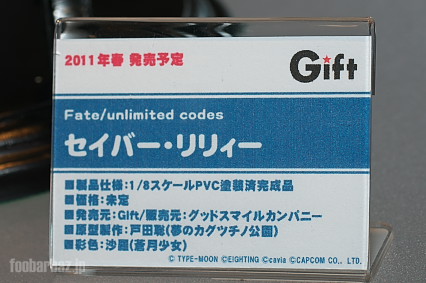 2011年春 発売予定
Gift
Fate/unlimited codes
セイバー・リリィー
■製品仕様:1/8スケールPVC塗装済完成品
■価格:未定
■発売元:Gift/販売元:グッドスマイルカンパニー
■原型製作:戸田聡(夢のカグツチノ公園)
■彩色:沙羅(蒼月少女)
© TYPE-MOON ©EIGHTING ©cavia ©CAPCOM CO., LTD.
foobarbaz.jp